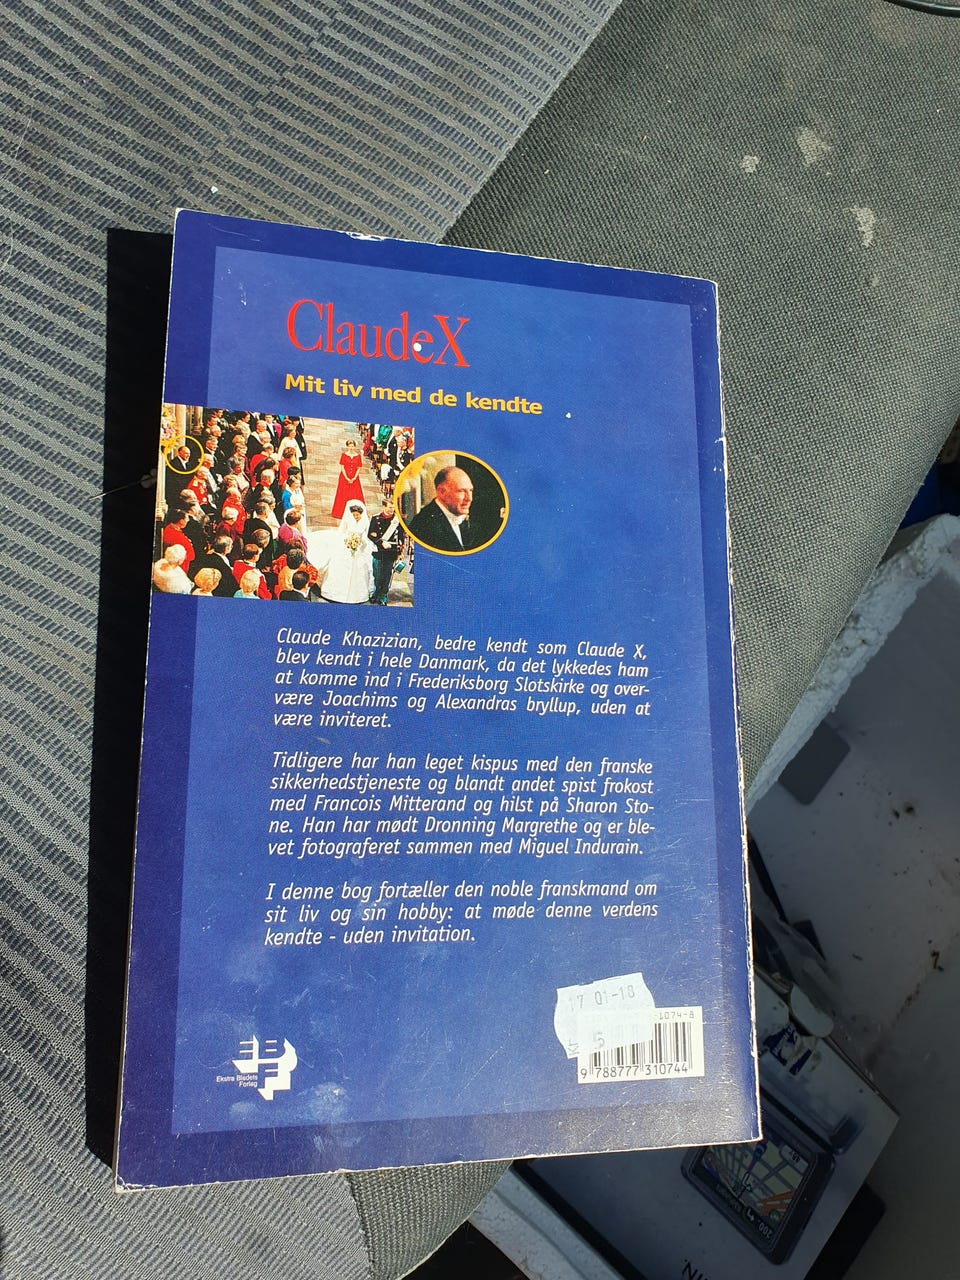 ClaudeX
Mit liv med de kendte
Claude Khazizian, bedre kendt som Claude X,
blev kendt i hele Danmark, da det lykkedes ham
at komme ind i Frederiksborg Slotskirke og over-
være Joachims og Alexandras bryllup, uden at
være inviteret.
Tidligere har han leget kispus med den franske
sikkerhedstjeneste og blandt andet spist frokost
med Francois Mitterand og hilst på Sharon Sto-
ne. Han har mødt Dronning Margrethe og er ble-
vet fotograferet sammen med Miguel Indurain.
I denne bog fortæller den noble franskmand om
sit liv og sin hobby: at møde denne verdens
kendte - uden invitation.
17 01-18
-1074-8
KR 5
9 788777 310744
EBF
Ekstra Bladets
Forlag